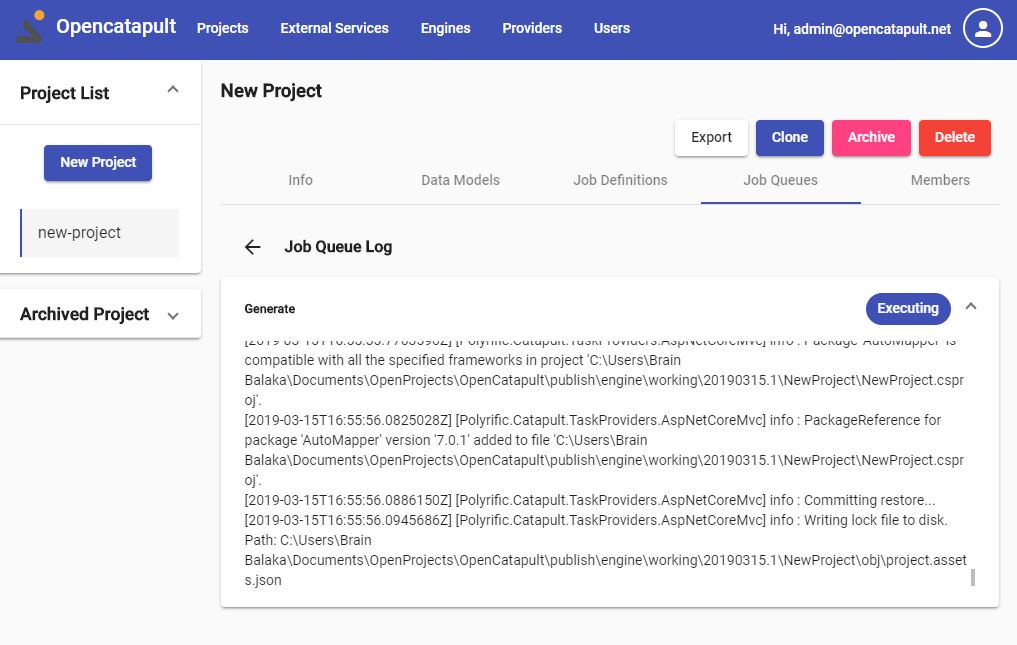 Opencatapult
Projects
External Services
Engines
Providers
Users
Hi, admin@opencatapult.net
Project List
New Project
new-project
Archived Project
New Project
Export
Clone
Archive
Delete
Info
Data Models
Job Definitions
Job Queues
Members
Job Queue Log
Generate
Executing
[Polyrific.Catapult.TaskProviders.AspNetCoreMvc] info : Package 'AutoMapper' is
compatible with all the specified frameworks in project 'C:\Users\Brain
Balaka\Documents\OpenProjects\OpenCatapult\publish\engine\working\20190315.1\NewProject\NewProject.cspr
oj'.
[2019-03-15T16:55:56.0825028Z] [Polyrific.Catapult.TaskProviders.AspNetCoreMvc] info : PackageReference for
package 'AutoMapper' version '7.0.1' added to file 'C:\Users\Brain
Balaka\Documents\OpenProjects\OpenCatapult\publish\engine\working\20190315.1\NewProject\NewProject.cspr
oj'.
[2019-03-15T16:55:56.0886150Z] [Polyrific.Catapult.TaskProviders.AspNetCoreMvc] info : Committing restore...
[2019-03-15T16:55:56.0945686Z] [Polyrific.Catapult.TaskProviders.AspNetCoreMvc] info : Writing lock file to disk.
Path: C:\Users\Brain
Balaka\Documents\OpenProjects\OpenCatapult\publish\engine\working\20190315.1\NewProject\obj\project.asset
s.json